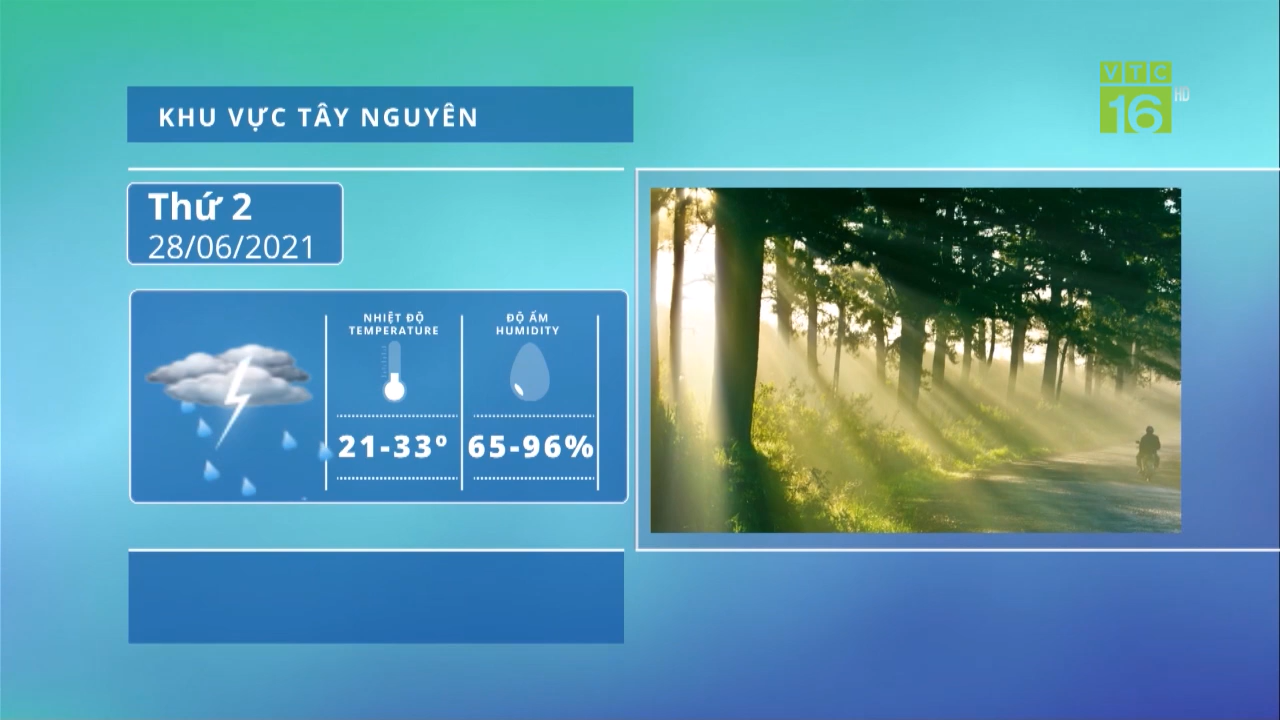 VTC
16
HD
KHU VỰC TÂY NGUYÊN
Thứ 2
28/06/2021
NHIỆT ĐỘ
TEMPERATURE
21-33°
ĐỘ ẨM
HUMIDITY
65-96%